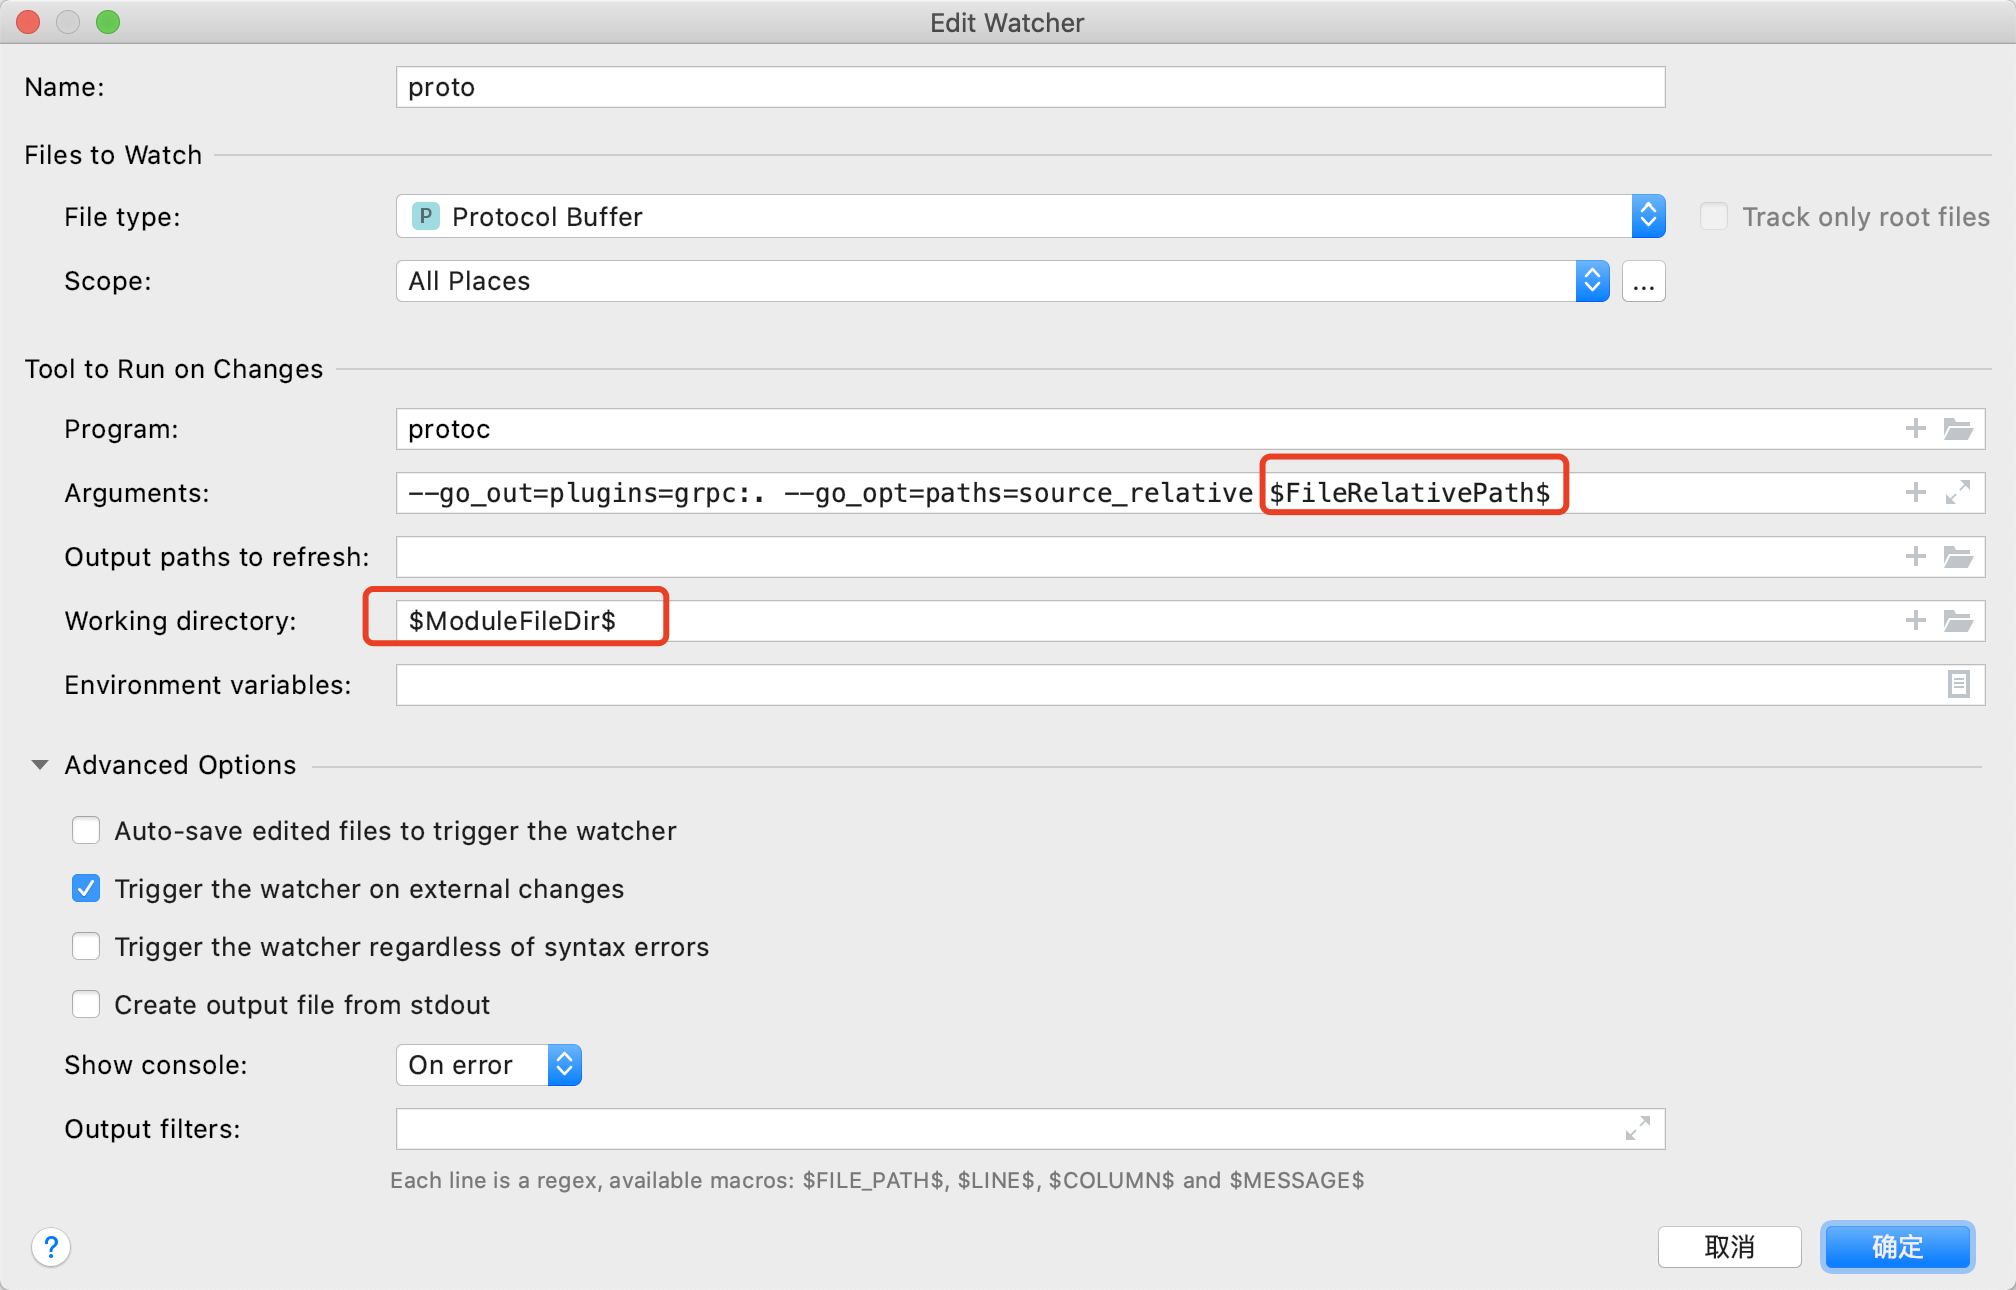 Edit Watcher
Name: proto
Files to Watch
File type: P Protocol Buffer Track only root files
Scope: All Places ...
Tool to Run on Changes
Program: protoc
Arguments: --go_out=plugins=grpc:. --go_opt=paths=source_relative $FileRelativePath$
Output paths to refresh:
Working directory: $ModuleFileDir$
Environment variables:
Advanced Options
Auto-save edited files to trigger the watcher
Trigger the watcher on external changes
Trigger the watcher regardless of syntax errors
Create output file from stdout
Show console: On error
Output filters:
Each line is a regex, available macros: $FILE_PATH$, $LINE$, $COLUMN$ and $MESSAGE$
? 取消 确定